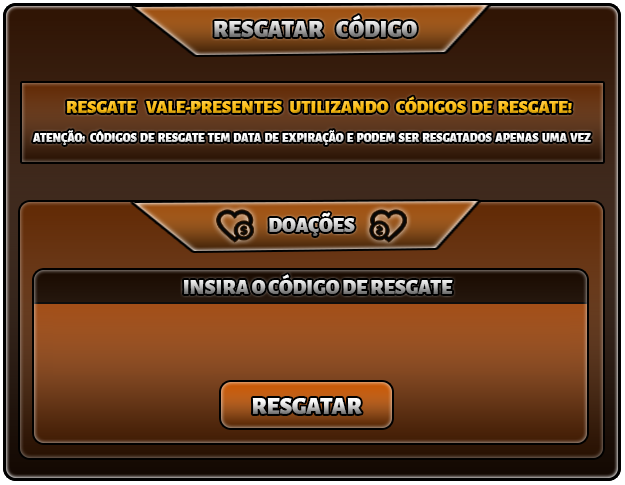 RESGATAR CÓDIGO
RESGATE VALE-PRESENTES UTILIZANDO CÓDIGOS DE RESGATE!
ATENÇÃO: CÓDIGOS DE RESGATE TEM DATA DE EXPIRAÇÃO E PODEM SER RESGATADOS APENAS UMA VEZ
DOAÇÕES
INSIRA O CÓDIGO DE RESGATE
RESGATAR